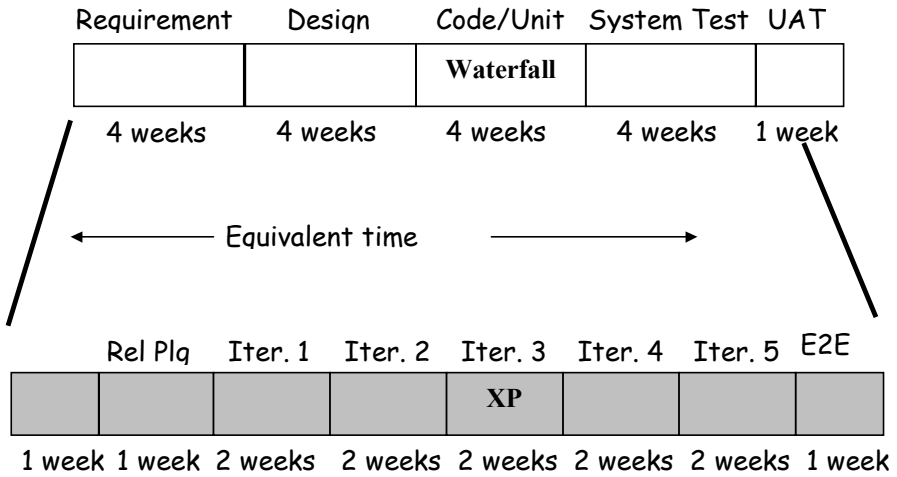 Requirement Design Code/Unit System Test UAT
Waterfall
4 weeks 4 weeks 4 weeks 4 weeks 1 week
Equivalent time
Rel Plg Iter. 1 Iter. 2 Iter. 3 Iter. 4 Iter. 5 E2E
XP
1 week 1 week 2 weeks 2 weeks 2 weeks 2 weeks 2 weeks 1 week